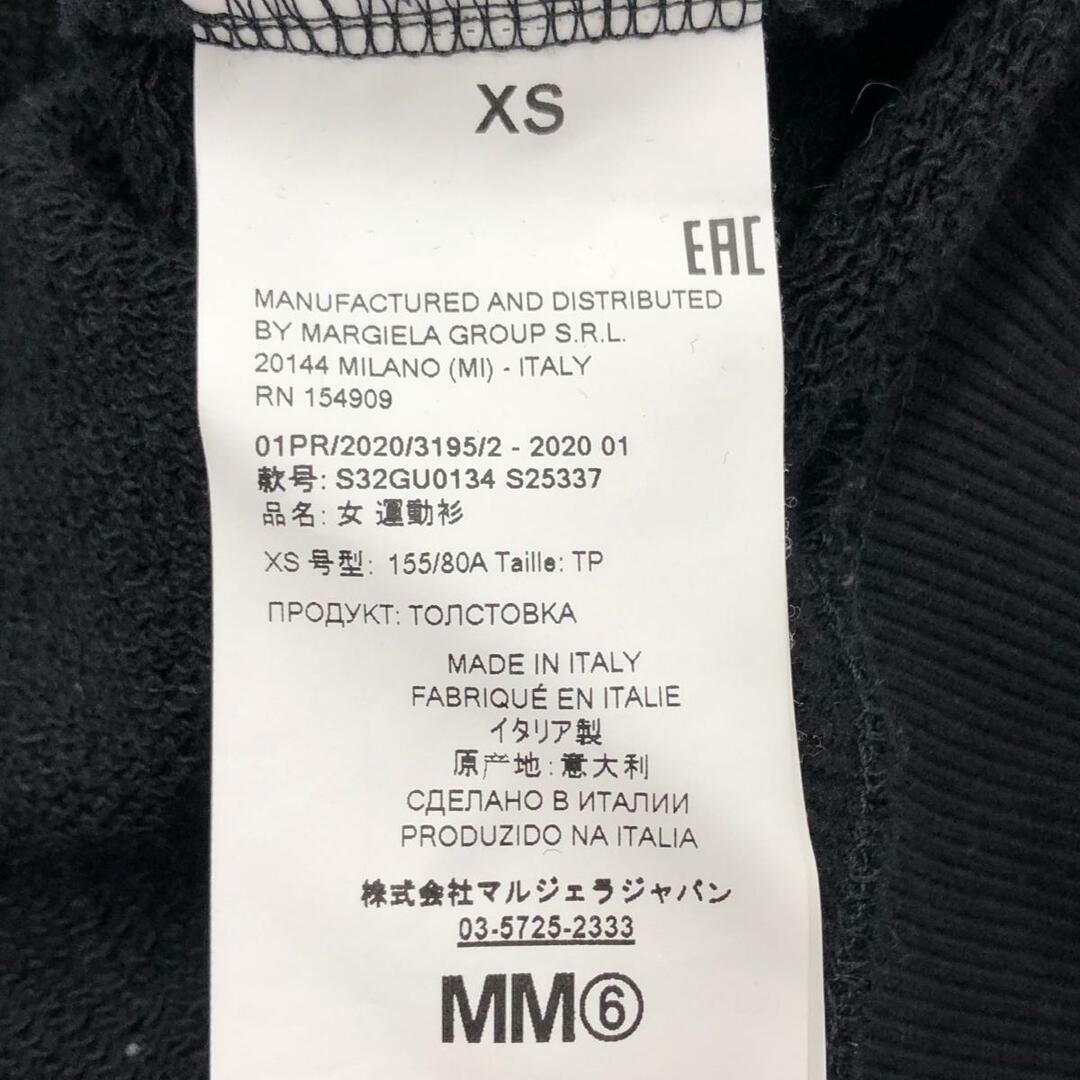 XS
EAC
MANUFACTURED AND DISTRIBUTED
BY MARGIELA GROUP S.R.L.
20144 MILANO (MI) - ITALY
RN 154909
01PR/2020/3195/2 - 2020 01
款号: S32GU0134 S25337
品名: 女 運動衫
XS 号型: 155/80A Taille: TP
ПРОДУКТ: ТОЛСТОВКА
MADE IN ITALY
FABRIQUÉ EN ITALIE
イタリア製
原产地: 意大利
СДЕЛАНО В ИТАЛИИ
PRODUZIDO NA ITALIA
株式会社マルジェラジャパン
03-5725-2333
MM⑥